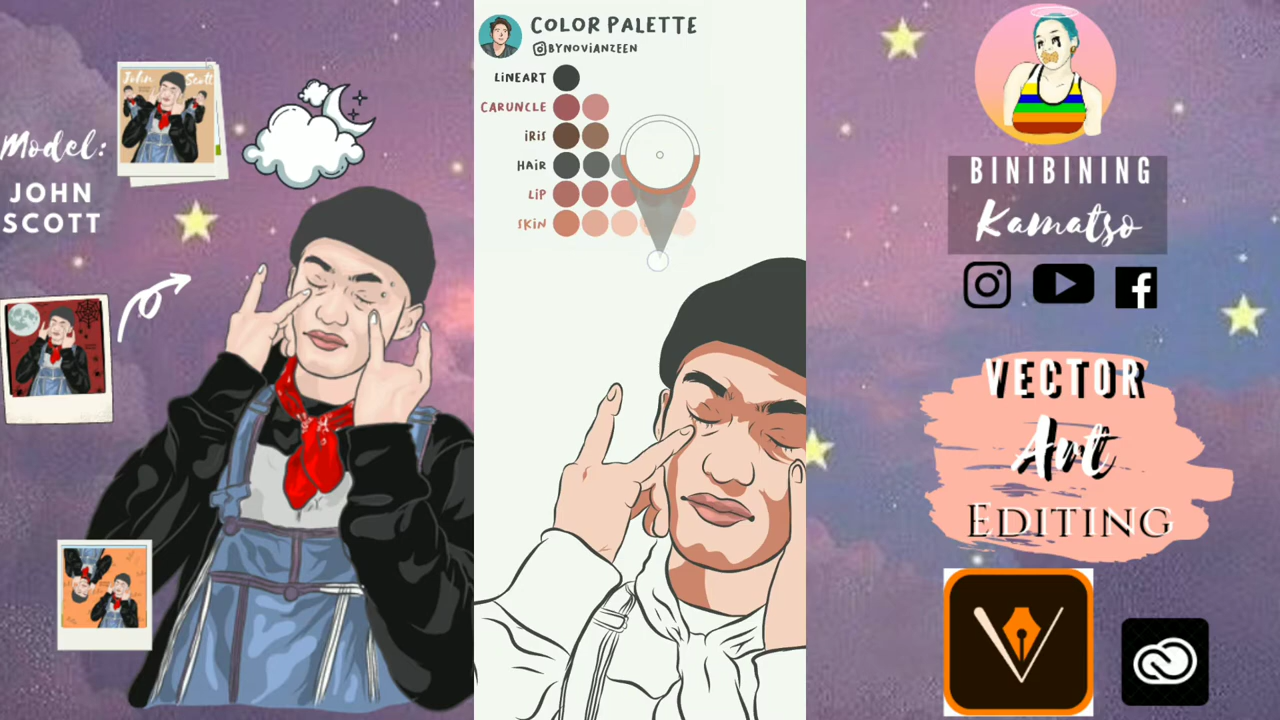 Model:
JOHN
SCOTT
John Scott
COLOR PALETTE
@BYNOVIANZEEN
LINEART
CARUNCLE
IRIS
HAIR
LIP
SKIN
BINIBINING
Kamatso
VECTOR
Art
EDITING